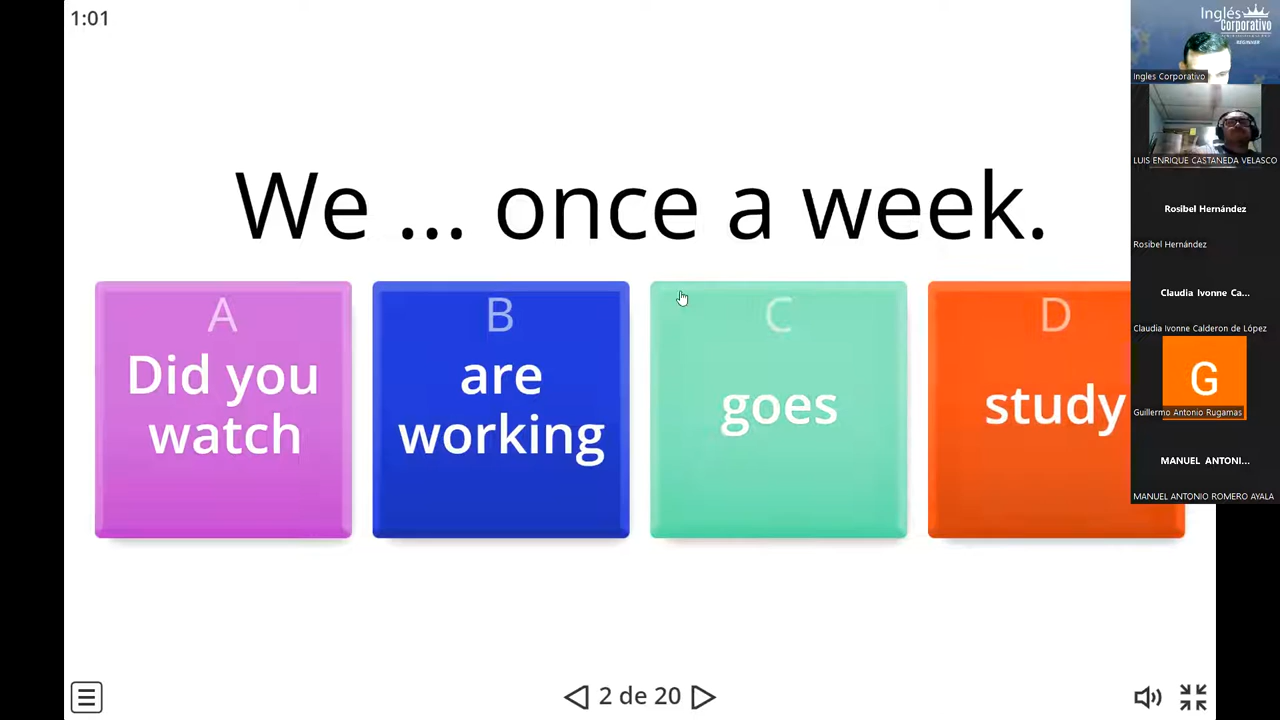 1:01
We ... once a week.
A
Did you
watch
B
are
working
C
goes
D
study
2 de 20
Inglés
Corporativo
BEGINNER
Ingles Corporativo
LUIS ENRIQUE CASTANEDA VELASCO
Rosibel Hernández
Rosibel Hernández
Claudia Ivonne Ca...
Claudia Ivonne Calderon de López
G
Guillermo Antonio Rugamas
MANUEL ANTONI...
MANUEL ANTONIO ROMERO AYALA